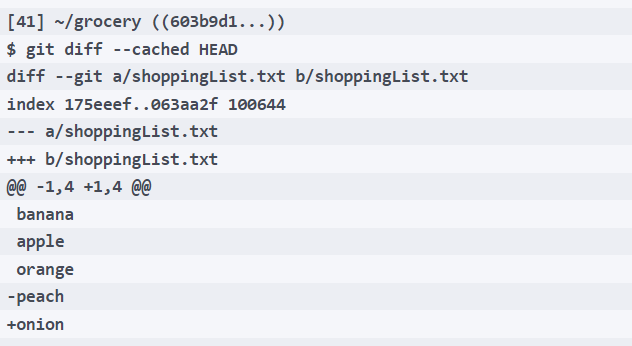 [41] ~/grocery ((603b9d1...))
$ git diff --cached HEAD
diff --git a/shoppingList.txt b/shoppingList.txt
index 175eeef..063aa2f 100644
--- a/shoppingList.txt
+++ b/shoppingList.txt
@@ -1,4 +1,4 @@
 banana
 apple
 orange
-peach
+onion